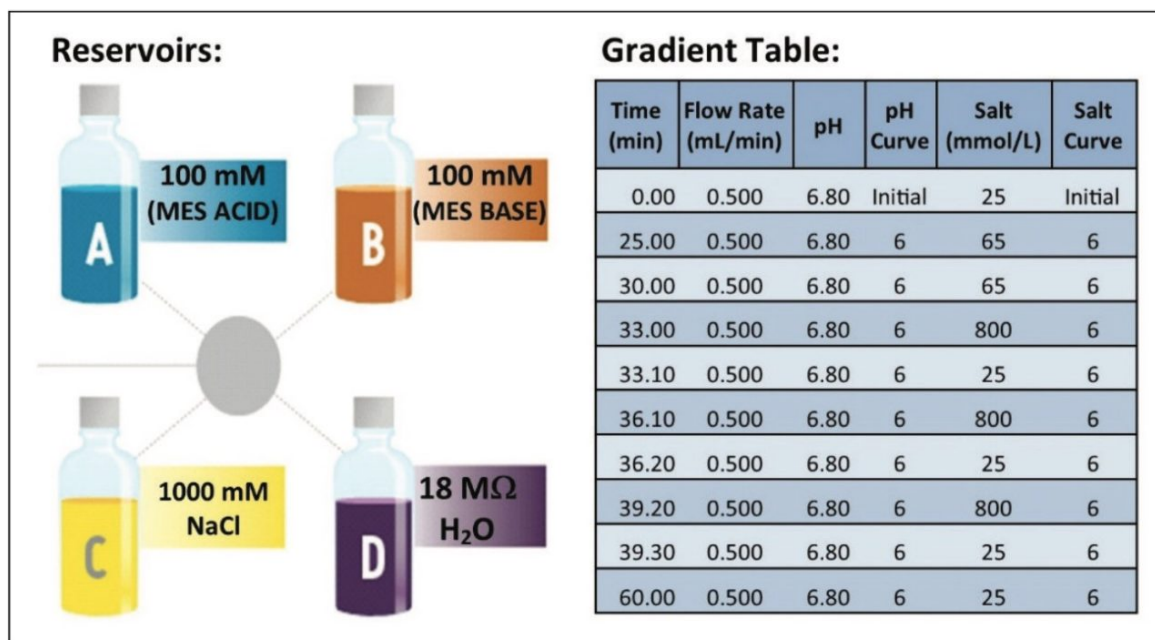 Reservoirs:
A
100 mM
(MES ACID)
B
100 mM
(MES BASE)
C
1000 mM
NaCl
D
18 MΩ
H₂O
Gradient Table:
Time (min) Flow Rate (mL/min) pH pH Curve Salt (mmol/L) Salt Curve
0.00 0.500 6.80 Initial 25 Initial
25.00 0.500 6.80 6 65 6
30.00 0.500 6.80 6 65 6
33.00 0.500 6.80 6 800 6
33.10 0.500 6.80 6 25 6
36.10 0.500 6.80 6 800 6
36.20 0.500 6.80 6 25 6
39.20 0.500 6.80 6 800 6
39.30 0.500 6.80 6 25 6
60.00 0.500 6.80 6 25 6